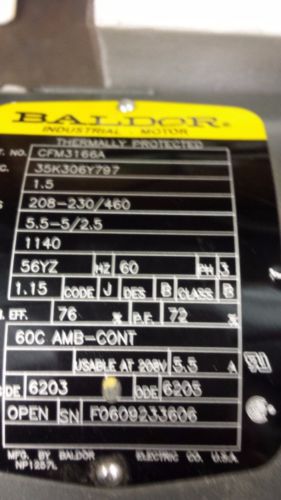 BALDOR.
INDUSTRIAL MOTOR
THERMALLY PROTECTED
T. NO. CFM3166A
C. 35K306Y797
1.5
S 208-230/460
5.5-5/2.5
1140
56YZ HZ 60 PH 3
1.15 CODE J DES B CLASS B
. EFF. 76 % P.F. 72 %
60C AMB-CONT
USABLE AT 208V 5.5 A
DE 6203 ODE 6205
OPEN SN F0609233606
MFG. BY BALDOR ELECTRIC CO. U.S.A.
NP1257L